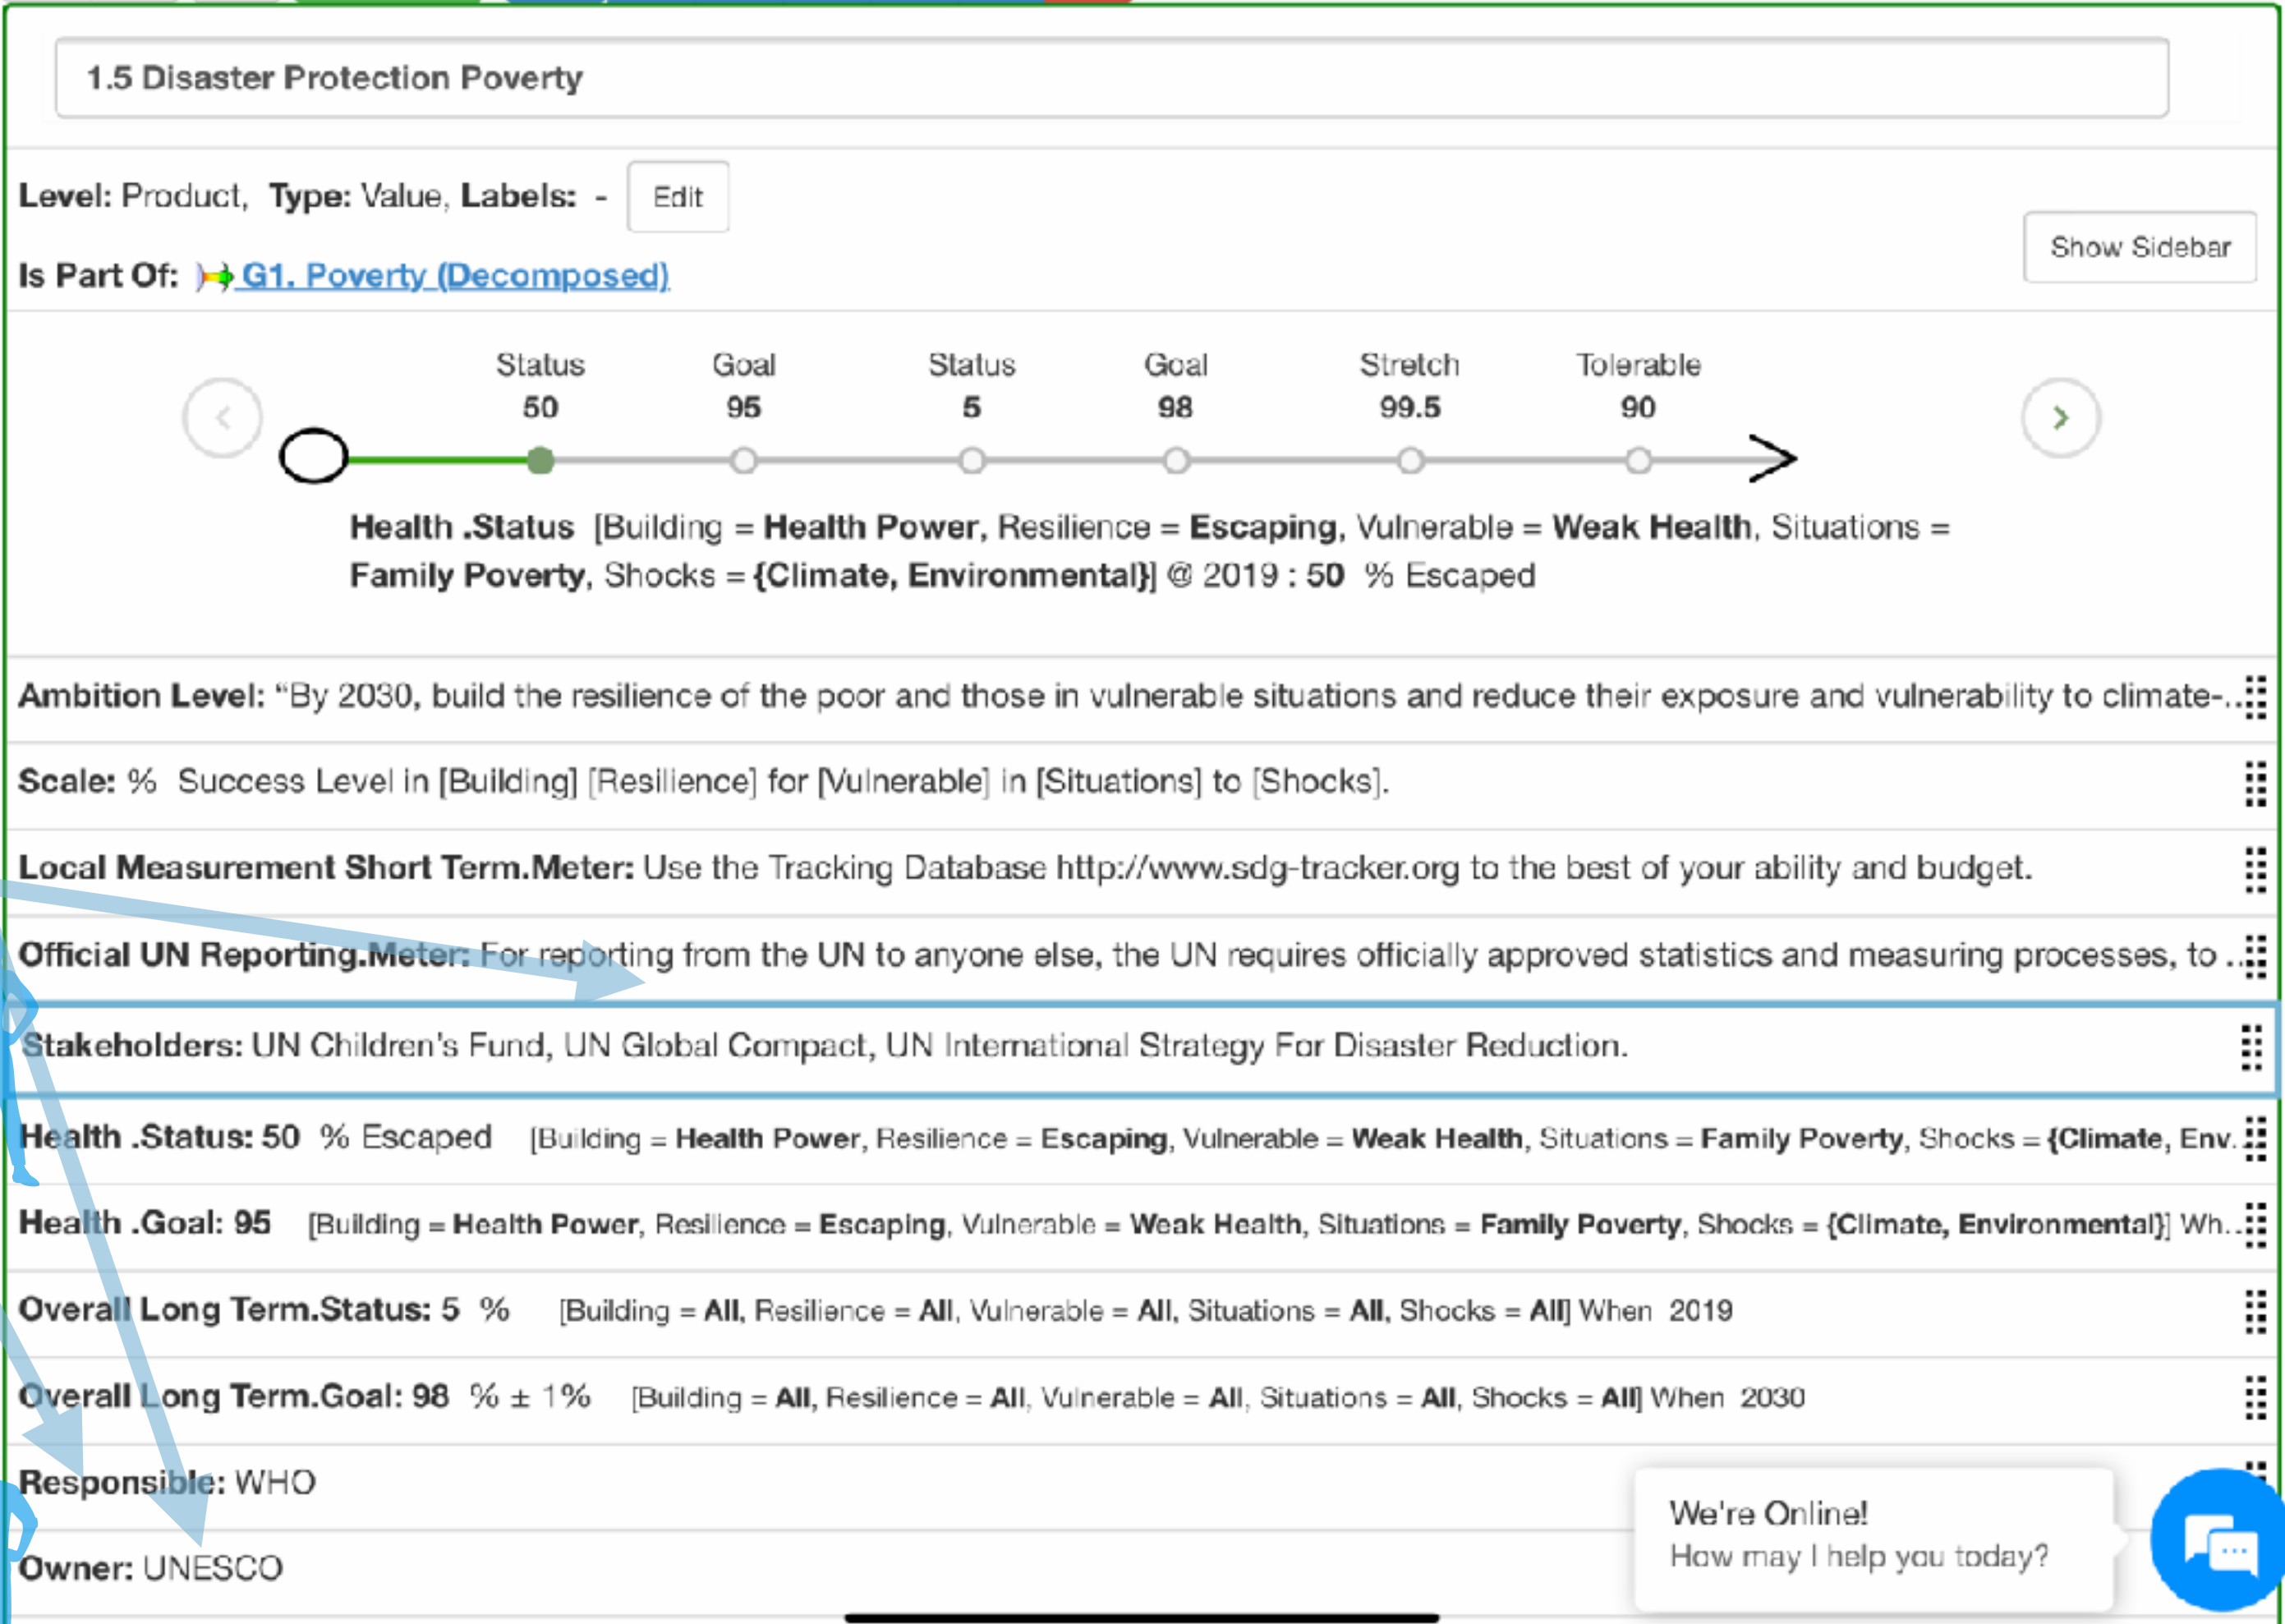 1.5 Disaster Protection Poverty
Level: Product, Type: Value, Labels: - Edit
Show Sidebar
Is Part Of: G1. Poverty (Decomposed)
Status Goal Status Goal Stretch Tolerable
50 95 5 98 99.5 90
Health .Status [Building = Health Power, Resilience = Escaping, Vulnerable = Weak Health, Situations =
Family Poverty, Shocks = {Climate, Environmental}] @ 2019 : 50 % Escaped
Ambition Level: “By 2030, build the resilience of the poor and those in vulnerable situations and reduce their exposure and vulnerability to climate-..
Scale: % Success Level in [Building] [Resilience] for [Vulnerable] in [Situations] to [Shocks].
Local Measurement Short Term.Meter: Use the Tracking Database http://www.sdg-tracker.org to the best of your ability and budget.
Official UN Reporting.Meter: For reporting from the UN to anyone else, the UN requires officially approved statistics and measuring processes, to ..
Stakeholders: UN Children's Fund, UN Global Compact, UN International Strategy For Disaster Reduction.
Health .Status: 50 % Escaped [Building = Health Power, Resilience = Escaping, Vulnerable = Weak Health, Situations = Family Poverty, Shocks = {Climate, Env..
Health .Goal: 95 [Building = Health Power, Resilience = Escaping, Vulnerable = Weak Health, Situations = Family Poverty, Shocks = {Climate, Environmental}] Wh..
Overall Long Term.Status: 5 % [Building = All, Resilience = All, Vulnerable = All, Situations = All, Shocks = All] When 2019
Overall Long Term.Goal: 98 % ± 1% [Building = All, Resilience = All, Vulnerable = All, Situations = All, Shocks = All] When 2030
Responsible: WHO
Owner: UNESCO
We're Online!
How may I help you today?